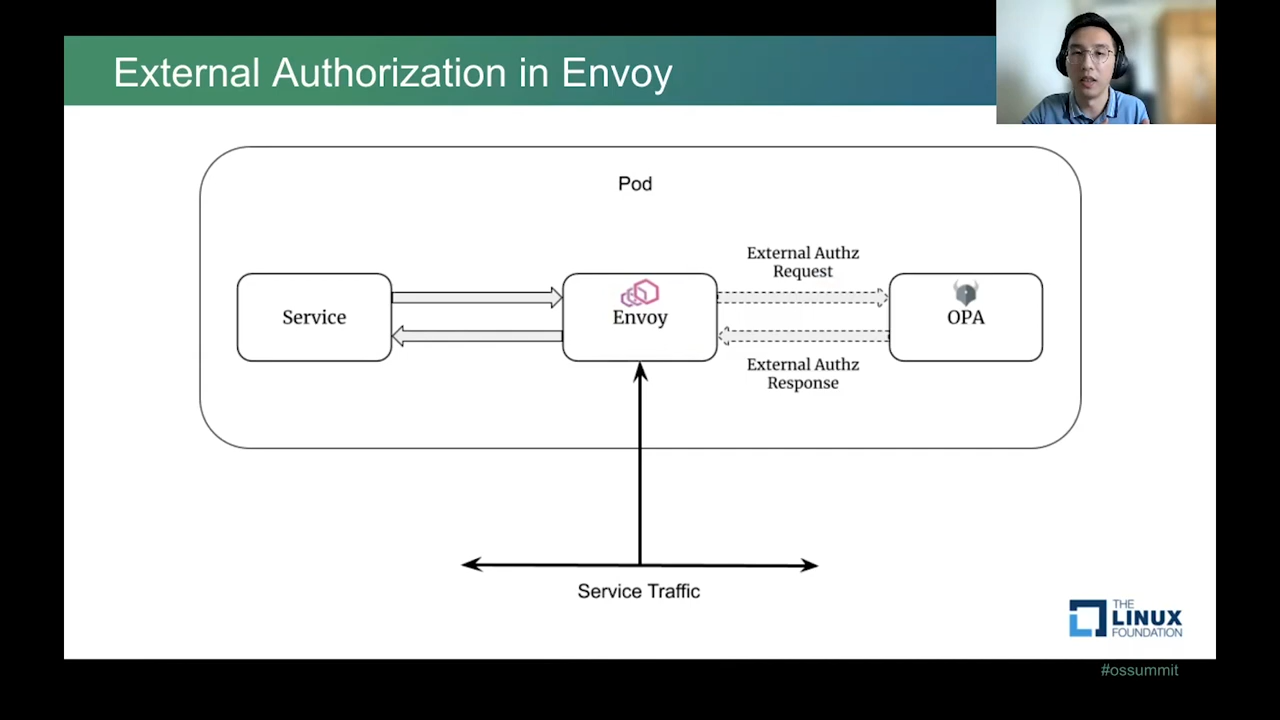 External Authorization in Envoy
Pod
External Authz
Request
Service
Envoy
OPA
External Authz
Response
Service Traffic
THE
LINUX
FOUNDATION
#ossummit